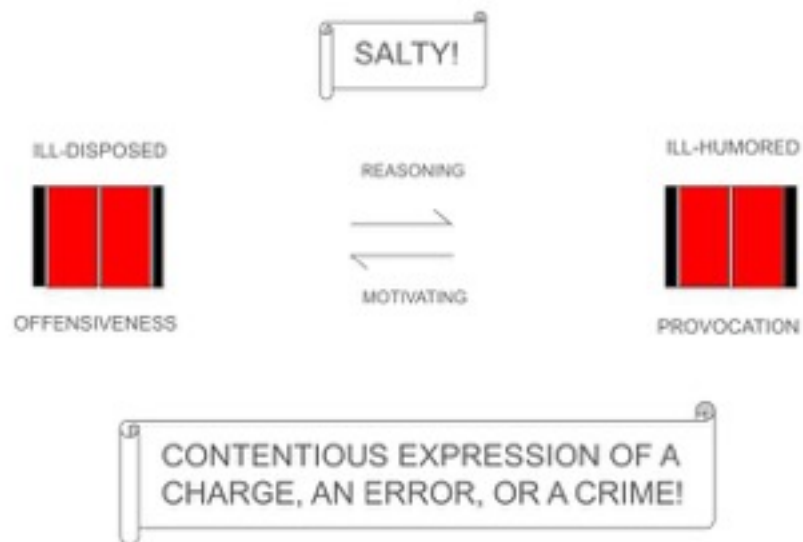 SALTY!
ILL-DISPOSED
ILL-HUMORED
REASONING
MOTIVATING
OFFENSIVENESS
PROVOCATION
CONTENTIOUS EXPRESSION OF A
CHARGE, AN ERROR, OR A CRIME!